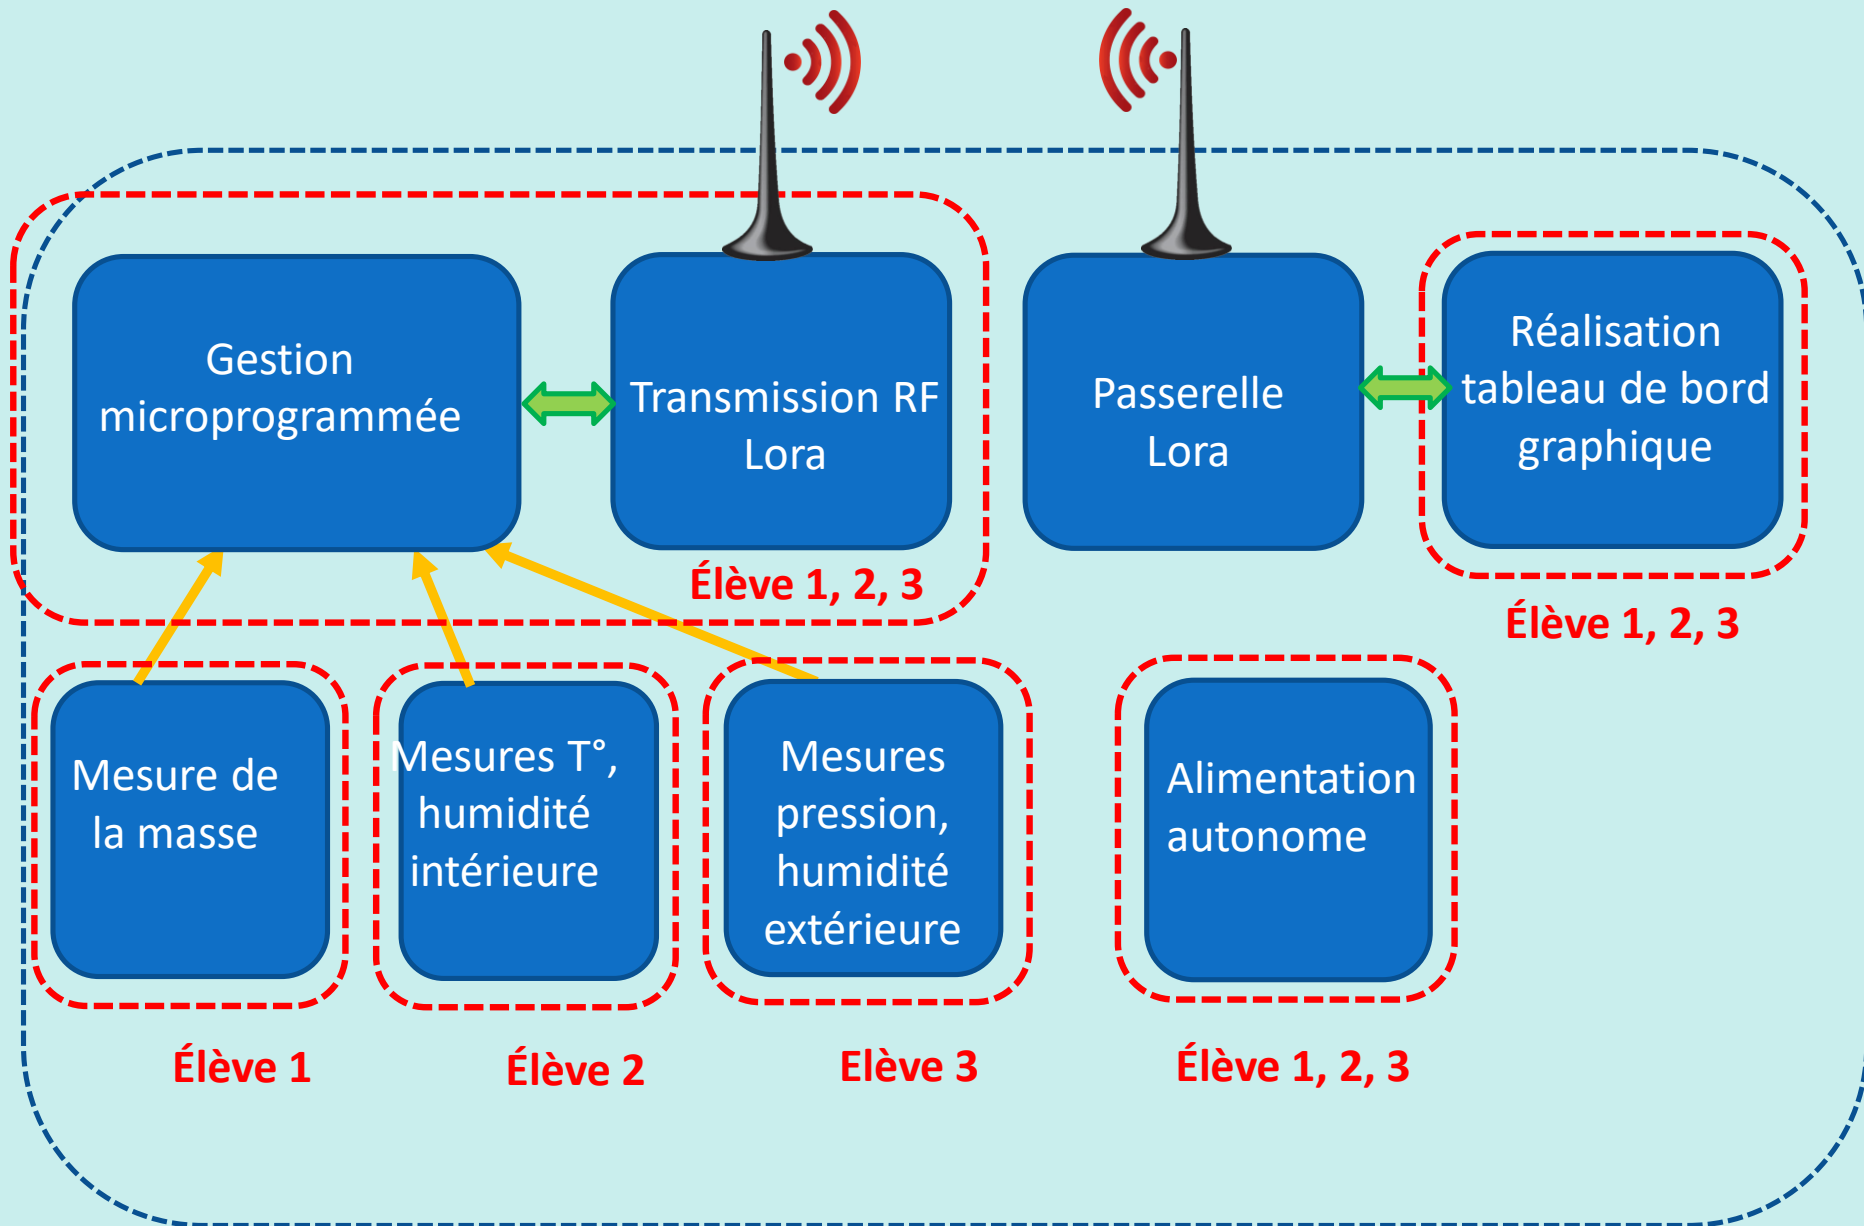 Gestion
microprogrammée
Transmission RF
Lora
Élève 1, 2, 3
Passerelle
Lora
Réalisation
tableau de bord
graphique
Élève 1, 2, 3
Mesure de
la masse
Élève 1
Mesures T°,
humidité
intérieure
Élève 2
Mesures
pression,
humidité
extérieure
Elève 3
Alimentation
autonome
Élève 1, 2, 3